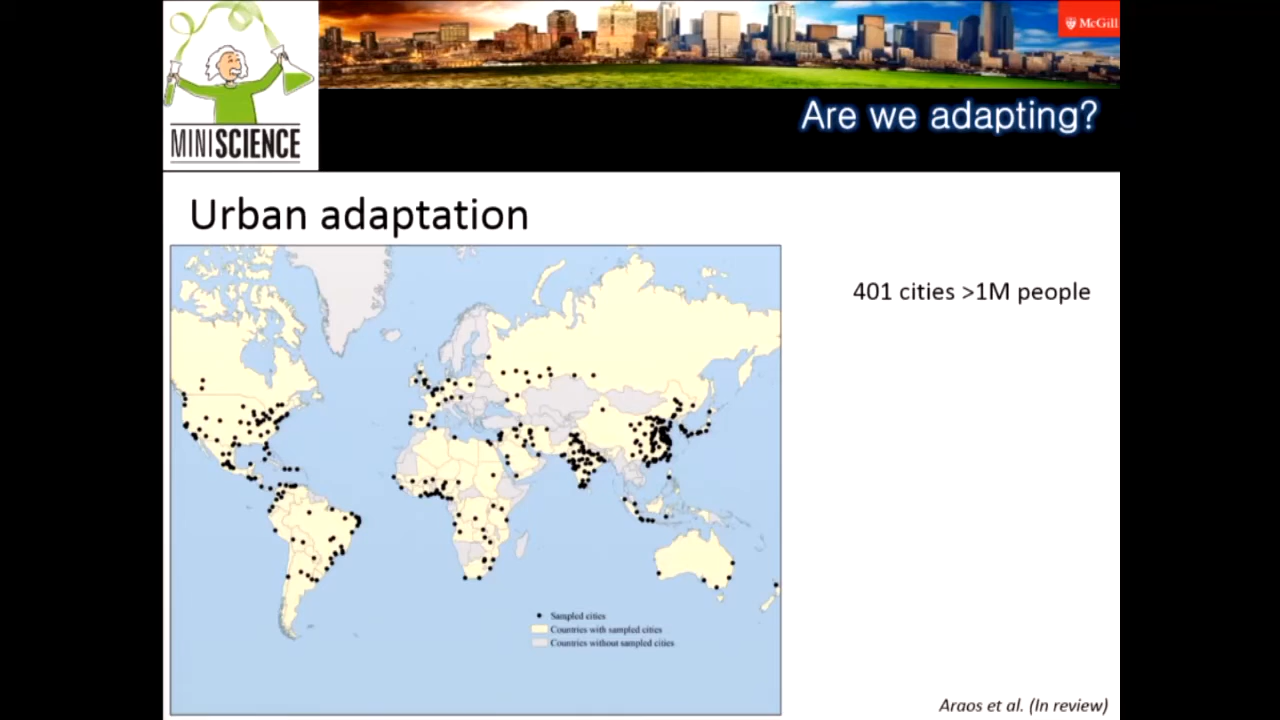 McGill
Are we adapting?
MINISCIENCE
Urban adaptation
401 cities >1M people
Sampled cities
Countries with sampled cities
Countries without sampled cities
Araos et al. (In review)